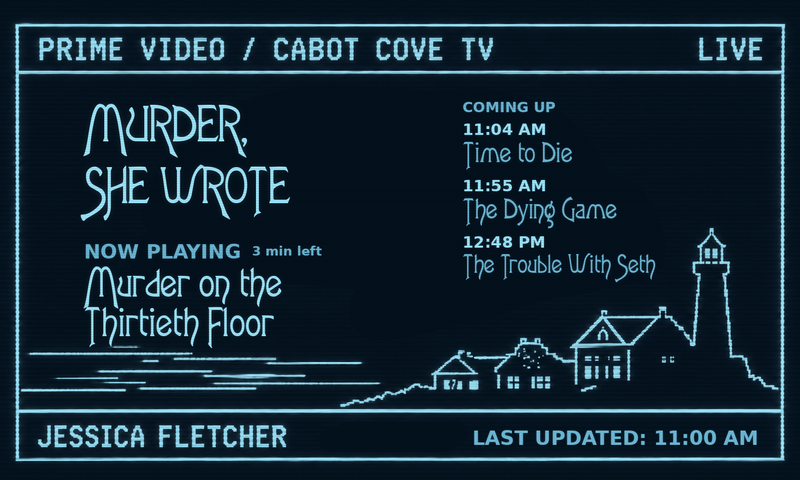 PRIME VIDEO / CABOT COVE TV
LIVE
MURDER,
SHE WROTE
NOW PLAYING 3 min left
Murder on the
Thirtieth Floor
COMING UP
11:04 AM
Time to Die
11:55 AM
The Dying Game
12:48 PM
The Trouble With Seth
JESSICA FLETCHER
LAST UPDATED: 11:00 AM